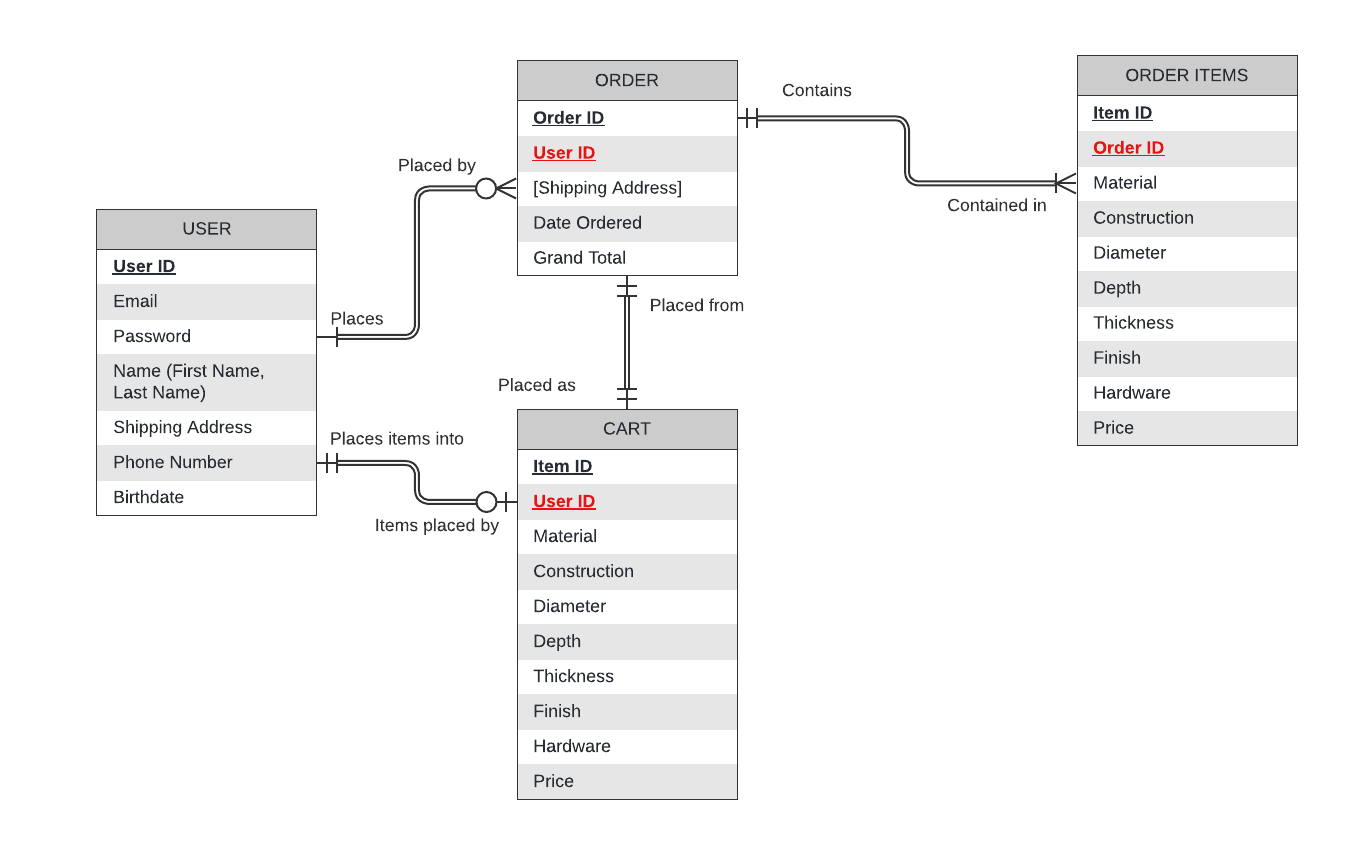 ORDER
Order ID
User ID
[Shipping Address]
Date Ordered
Grand Total
Contains
Contained in
ORDER ITEMS
Item ID
Order ID
Material
Construction
Diameter
Depth
Thickness
Finish
Hardware
Price
Placed by
Places
USER
User ID
Email
Password
Name (First Name,
Last Name)
Shipping Address
Phone Number
Birthdate
Placed from
Placed as
Places items into
Items placed by
CART
Item ID
User ID
Material
Construction
Diameter
Depth
Thickness
Finish
Hardware
Price